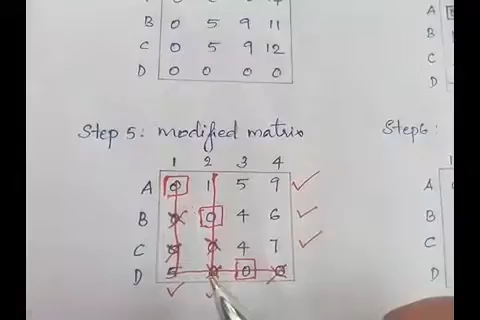 B 0 5 9 11
C 0 5 9 12
D 0 0 0 0
Step 5: modified matrix
1 2 3 4
A 0 1 5 9
B 0 0 4 6
C 0 0 4 7
D 5 0 0 0
Step6:
A
B
C
D
1
A
B
C
D